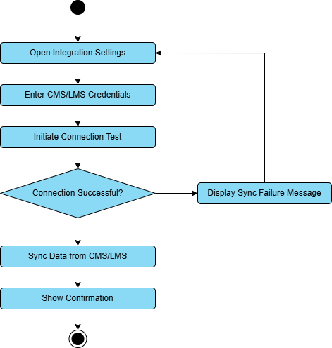 Open Integration Settings
Enter CMS/LMS Credentials
Initiate Connection Test
Connection Successful?
Display Sync Failure Message
Sync Data from CMS/LMS
Show Confirmation